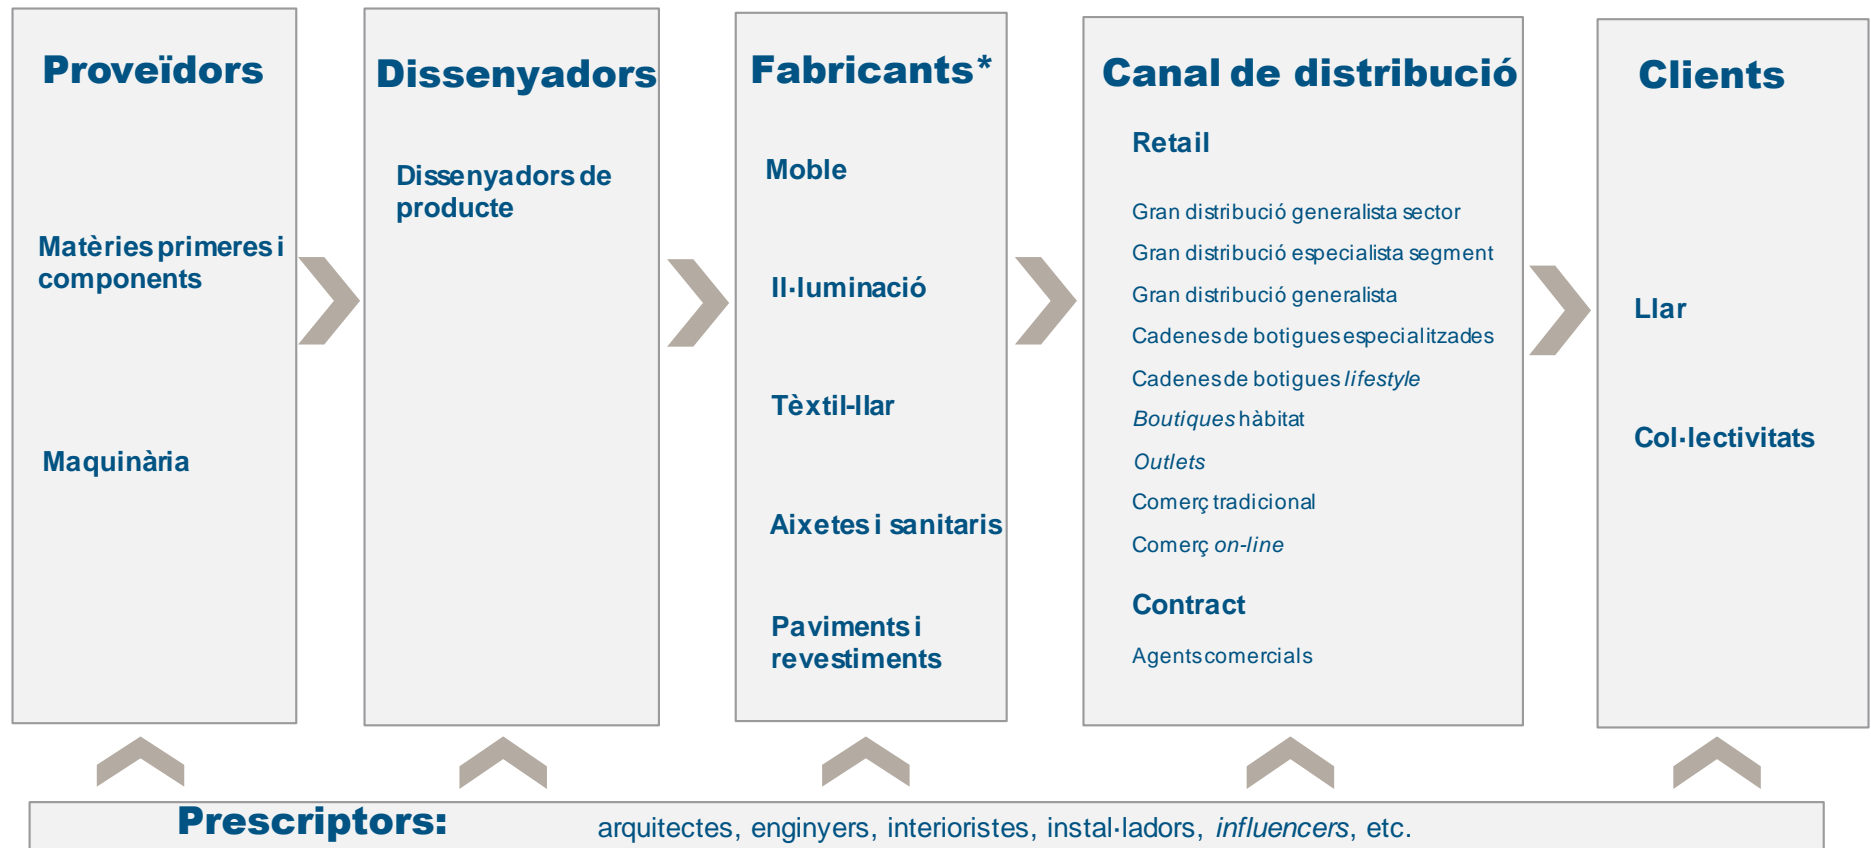 Proveïdors
Matèries primeres i
components
Maquinària
Dissenyadors
Dissenyadors de
producte
Fabricants*
Moble
Il·luminació
Tèxtil-llar
Aixetes i sanitaris
Paviments i
revestiments
Canal de distribució
Retail
Gran distribució generalista sector
Gran distribució especialista segment
Gran distribució generalista
Cadenes de botigues especialitzades
Cadenes de botigues lifestyle
Boutiques hàbitat
Outlets
Comerç tradicional
Comerç on-line
Contract
Agents comercials
Clients
Llar
Col·lectivitats
Prescriptors: arquitectes, enginyers, interioristes, instal·ladors, influencers, etc.